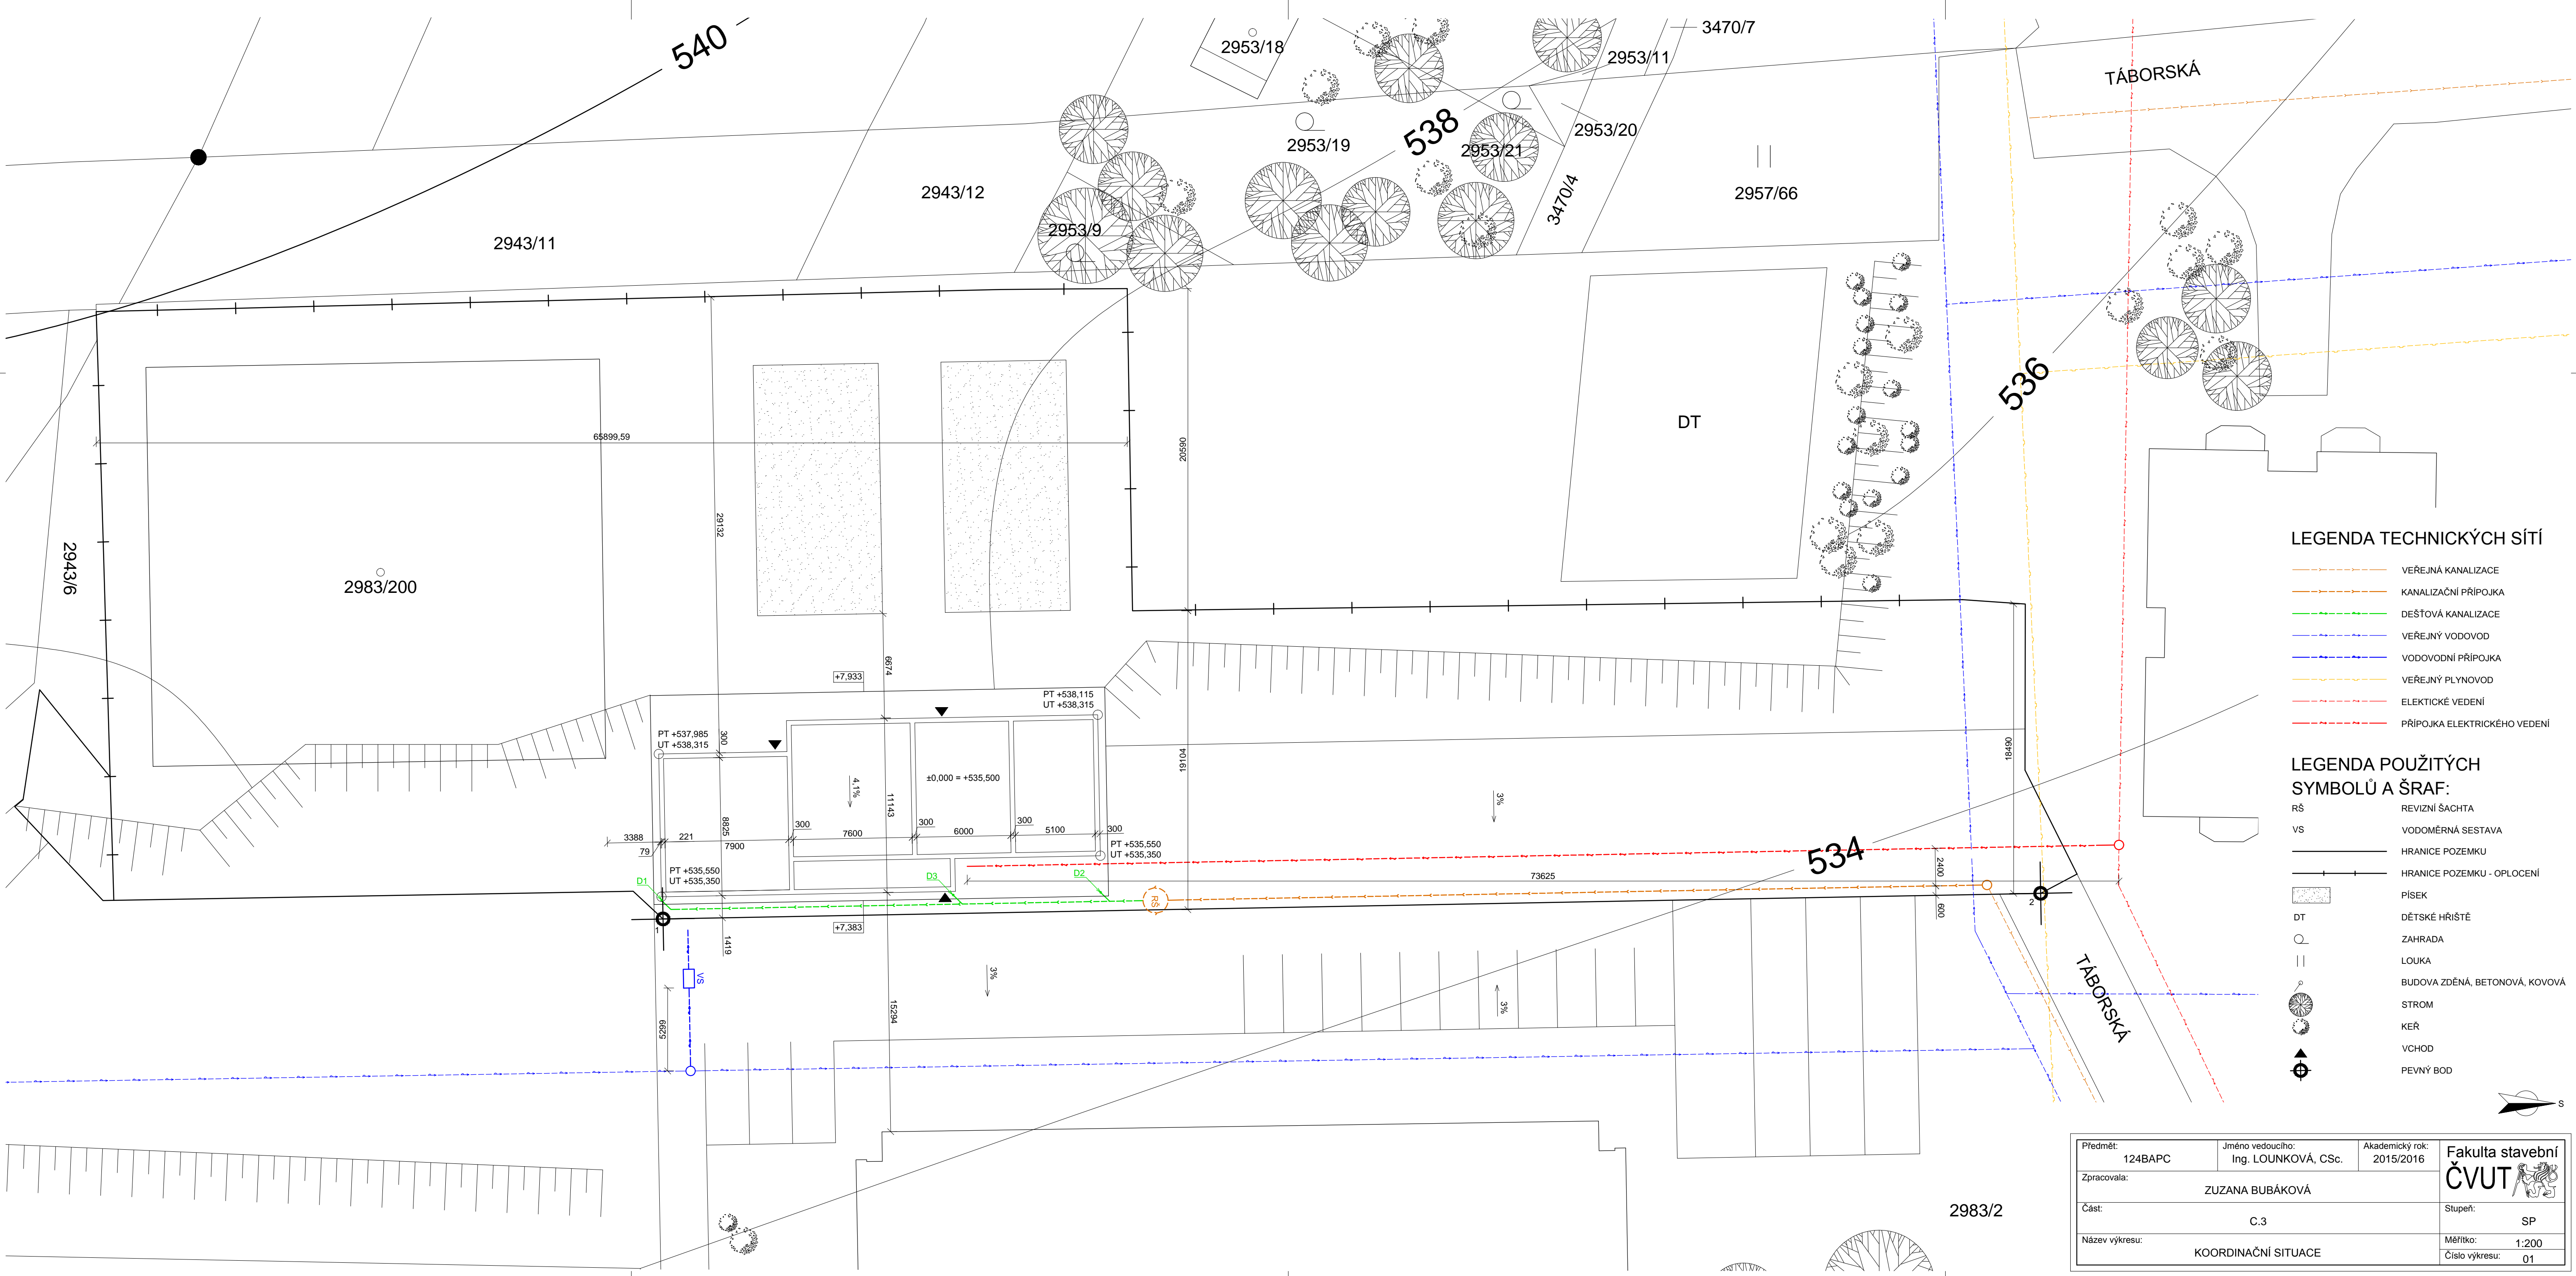 540
2953/18
3470/7
2953/11
TÁBORSKÁ
538
2953/19
2953/21
2953/20
2943/12
3470/4
2957/66
2943/11
2953/9
536
DT
65899,59
20590
29132
2943/6
2983/200
6674
+7,933
PT +538,115
UT +538,315
PT +537,985
UT +538,315
300
19104
18490
4,1%
±0,000 = +535,500
11143
8825
3%
3388
221
7900
300
7600
300
6000
300
5100
300
79
PT +535,550
UT +535,350
PT +535,550
UT +535,350
534
2400
D1
D3
D2
73625
RŠ
600
1
2
+7,383
1419
VS
3%
3%
5299
15294
TÁBORSKÁ
2983/2
LEGENDA TECHNICKÝCH SÍTÍ
VEŘEJNÁ KANALIZACE
KANALIZAČNÍ PŘÍPOJKA
DEŠŤOVÁ KANALIZACE
VEŘEJNÝ VODOVOD
VODOVODNÍ PŘÍPOJKA
VEŘEJNÝ PLYNOVOD
ELEKTICKÉ VEDENÍ
PŘÍPOJKA ELEKTRICKÉHO VEDENÍ
LEGENDA POUŽITÝCH
SYMBOLŮ A ŠRAF:
RŠ REVIZNÍ ŠACHTA
VS VODOMĚRNÁ SESTAVA
HRANICE POZEMKU
HRANICE POZEMKU - OPLOCENÍ
PÍSEK
DT DĚTSKÉ HŘIŠTĚ
ZAHRADA
LOUKA
BUDOVA ZDĚNÁ, BETONOVÁ, KOVOVÁ
STROM
KEŘ
VCHOD
PEVNÝ BOD
S
Předmět: Jméno vedoucího: Akademický rok:
124BAPC Ing. LOUNKOVÁ, CSc. 2015/2016
Fakulta stavební
ČVUT
Zpracovala:
ZUZANA BUBÁKOVÁ
Část:
C.3
Stupeň:
SP
Název výkresu:
KOORDINAČNÍ SITUACE
Měřítko: 1:200
Číslo výkresu: 01